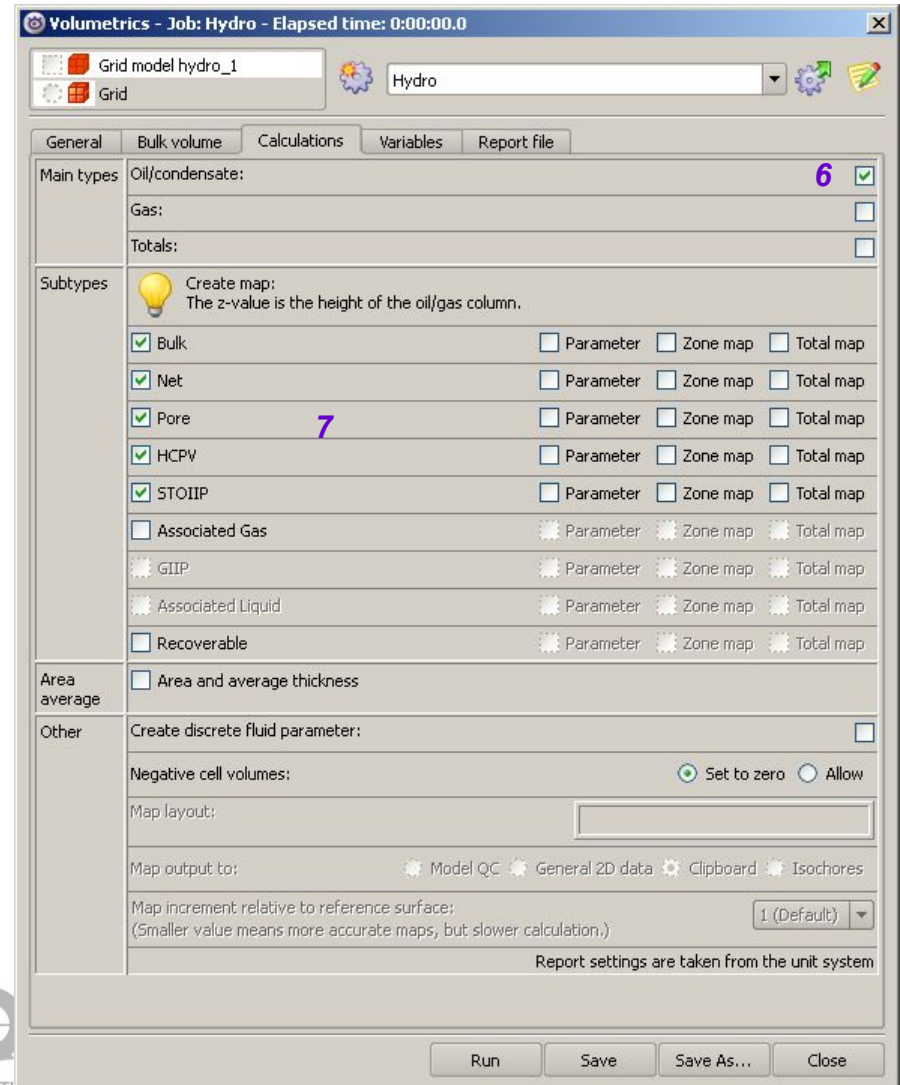 Volumetrics - Job: Hydro - Elapsed time: 0:00:00.0
Grid model hydro_1
Grid
Hydro
General Bulk volume Calculations Variables Report file
Main types Oil/condensate: 6
Gas:
Totals:
Subtypes Create map:
The z-value is the height of the oil/gas column.
Bulk Parameter Zone map Total map
Net Parameter Zone map Total map
Pore 7 Parameter Zone map Total map
HCPV Parameter Zone map Total map
STOIIP Parameter Zone map Total map
Associated Gas Parameter Zone map Total map
GIIP Parameter Zone map Total map
Associated Liquid Parameter Zone map Total map
Recoverable Parameter Zone map Total map
Area average Area and average thickness
Other Create discrete fluid parameter:
Negative cell volumes: Set to zero Allow
Map layout:
Map output to: Model QC General 2D data Clipboard Isochores
Map increment relative to reference surface: 1 (Default)
(Smaller value means more accurate maps, but slower calculation.)
Report settings are taken from the unit system
Run Save Save As... Close